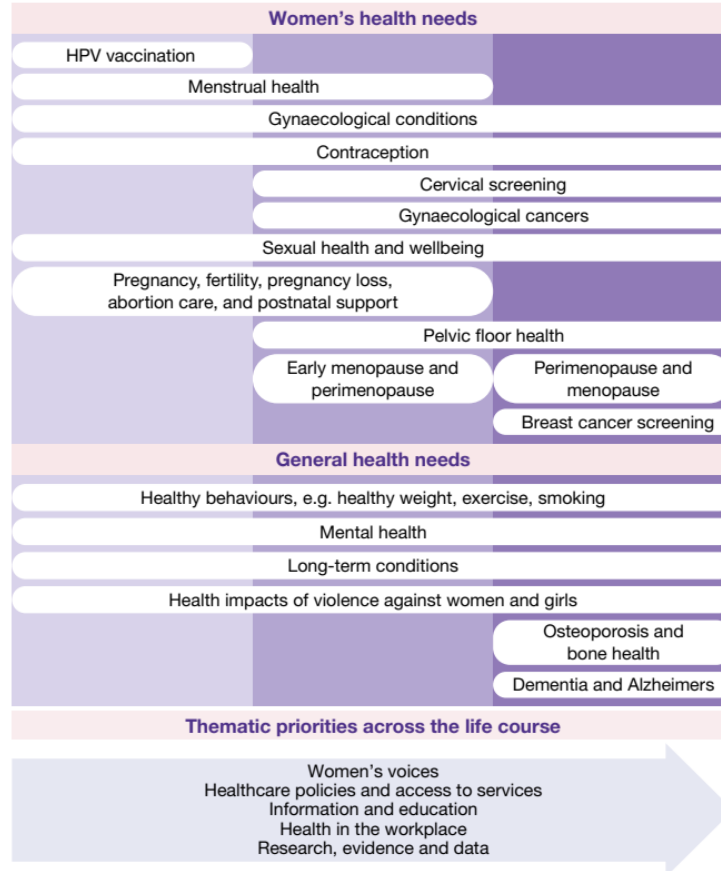 Women’s health needs
HPV vaccination
Menstrual health
Gynaecological conditions
Contraception
Cervical screening
Gynaecological cancers
Sexual health and wellbeing
Pregnancy, fertility, pregnancy loss,
abortion care, and postnatal support
Pelvic floor health
Early menopause and
perimenopause
Perimenopause and
menopause
Breast cancer screening
General health needs
Healthy behaviours, e.g. healthy weight, exercise, smoking
Mental health
Long-term conditions
Health impacts of violence against women and girls
Osteoporosis and
bone health
Dementia and Alzheimers
Thematic priorities across the life course
Women’s voices
Healthcare policies and access to services
Information and education
Health in the workplace
Research, evidence and data